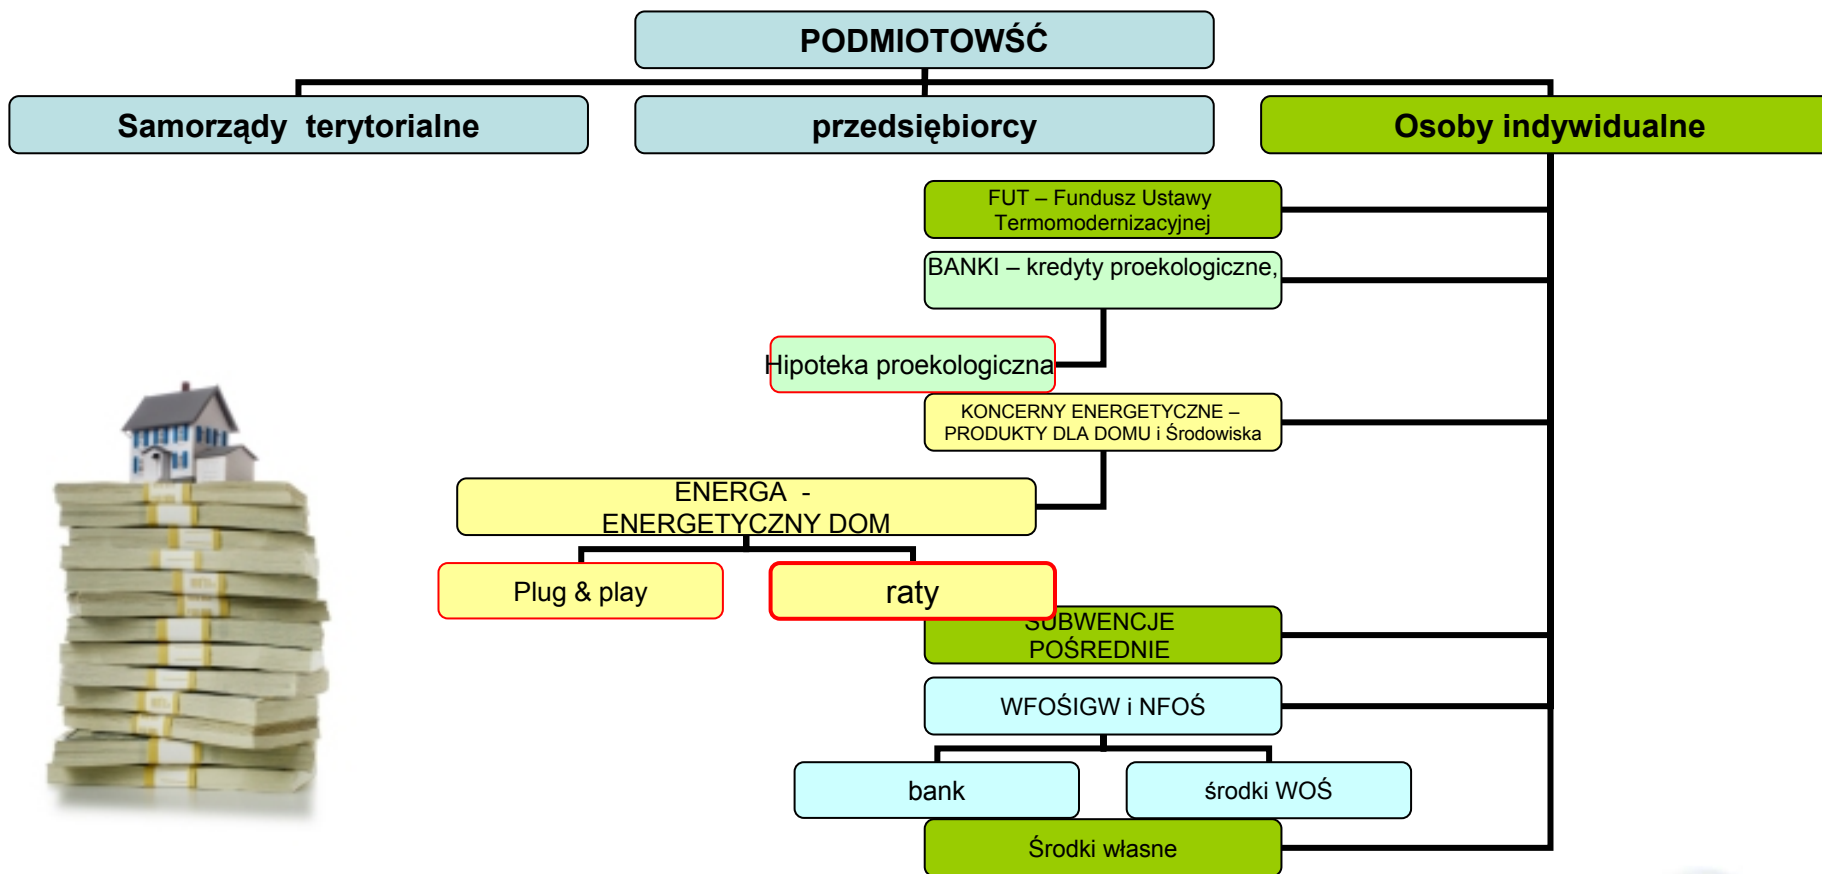 PODMIOTOWŚĆ
Samorządy terytorialne
przedsiębiorcy
Osoby indywidualne
FUT – Fundusz Ustawy
Termomodernizacyjnej
BANKI – kredyty proekologiczne,
Hipoteka proekologiczna
KONCERNY ENERGETYCZNE –
PRODUKTY DLA DOMU i Środowiska
ENERGA -
ENERGETYCZNY DOM
Plug & play
raty
SUBWENCJE
POŚREDNIE
WFOŚIGW i NFOŚ
bank
środki WOŚ
Środki własne